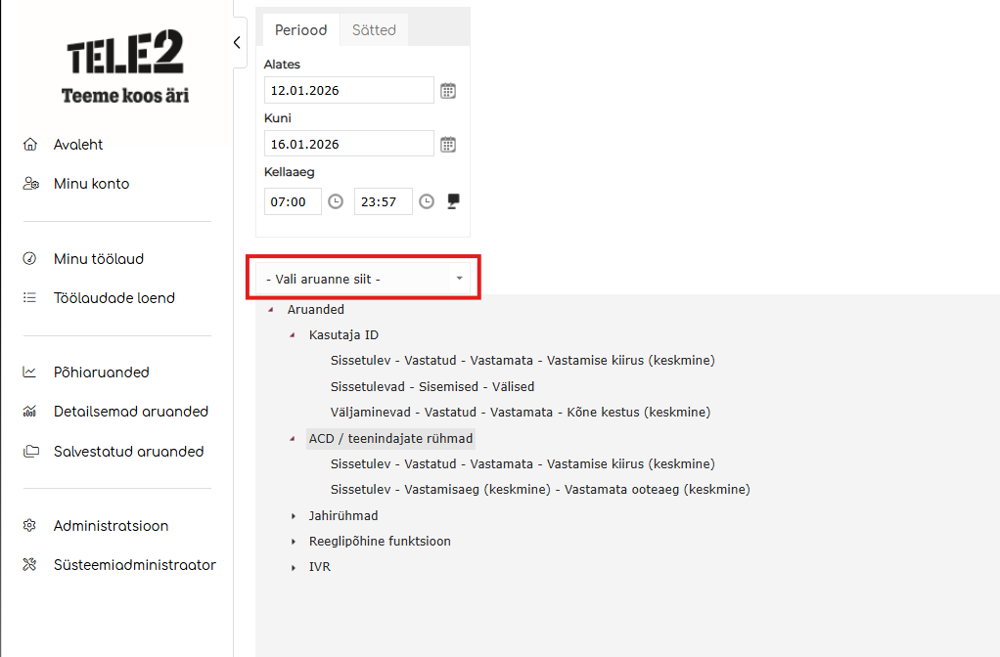 TELE2
Teeme koos äri
Avaleht
Minu konto
Minu töölaud
Töölaudade loend
Põhiaruanded
Detailsemad aruanded
Salvestatud aruanded
Administratsioon
Süsteemiadministraator
Periood Sätted
Alates
12.01.2026
Kuni
16.01.2026
Kellaaeg
07:00 23:57
- Vali aruanne siit -
Aruanded
Kasutaja ID
Sissetulev - Vastatud - Vastamata - Vastamise kiirus (keskmine)
Sissetulevad - Sisemised - Välised
Väljaminevad - Vastatud - Vastamata - Kõne kestus (keskmine)
ACD / teenindajate rühmad
Sissetulev - Vastatud - Vastamata - Vastamise kiirus (keskmine)
Sissetulev - Vastamisaeg (keskmine) - Vastamata ooteaeg (keskmine)
Jahirühmad
Reeglipõhine funktsioon
IVR